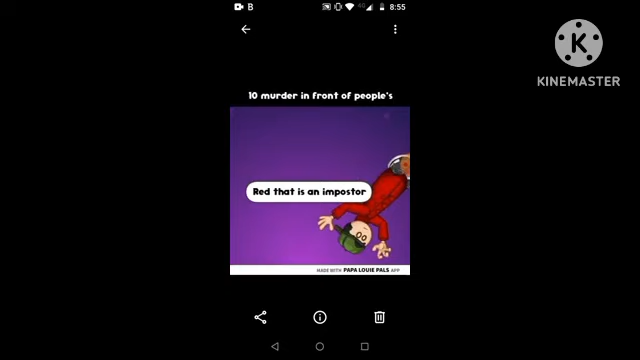 B 4G 8:55
KINEMASTER
10 murder in front of people's
Red that is an impostor
MADE WITH PAPA LOUIE PALS APP